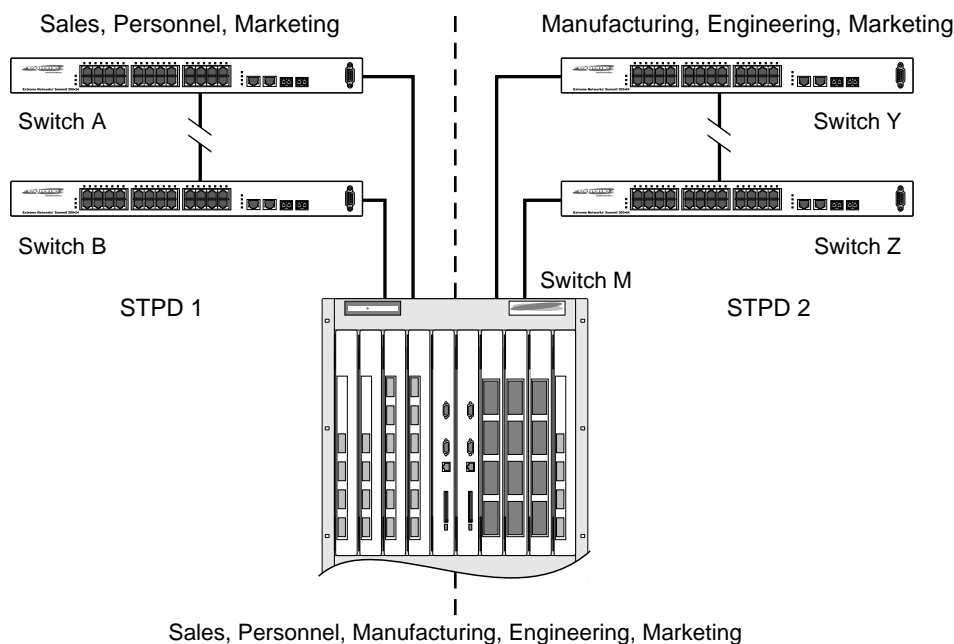 Sales, Personnel, Marketing
Manufacturing, Engineering, Marketing
Switch A
Switch Y
Switch B
Switch Z
Switch M
STPD 1
STPD 2
Sales, Personnel, Manufacturing, Engineering, Marketing